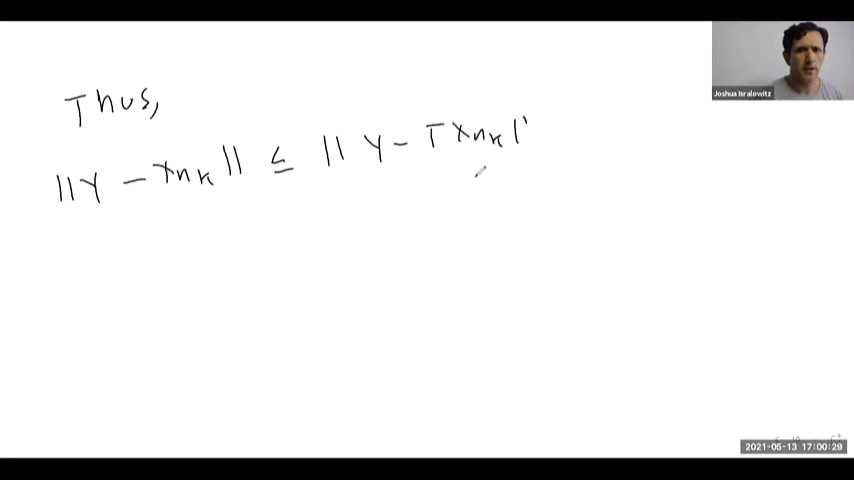 Joshua Isralowitz
Thus,
||Y - Xnk|| ≤ ||Y - TXnk||
2021-05-13 17:00:29